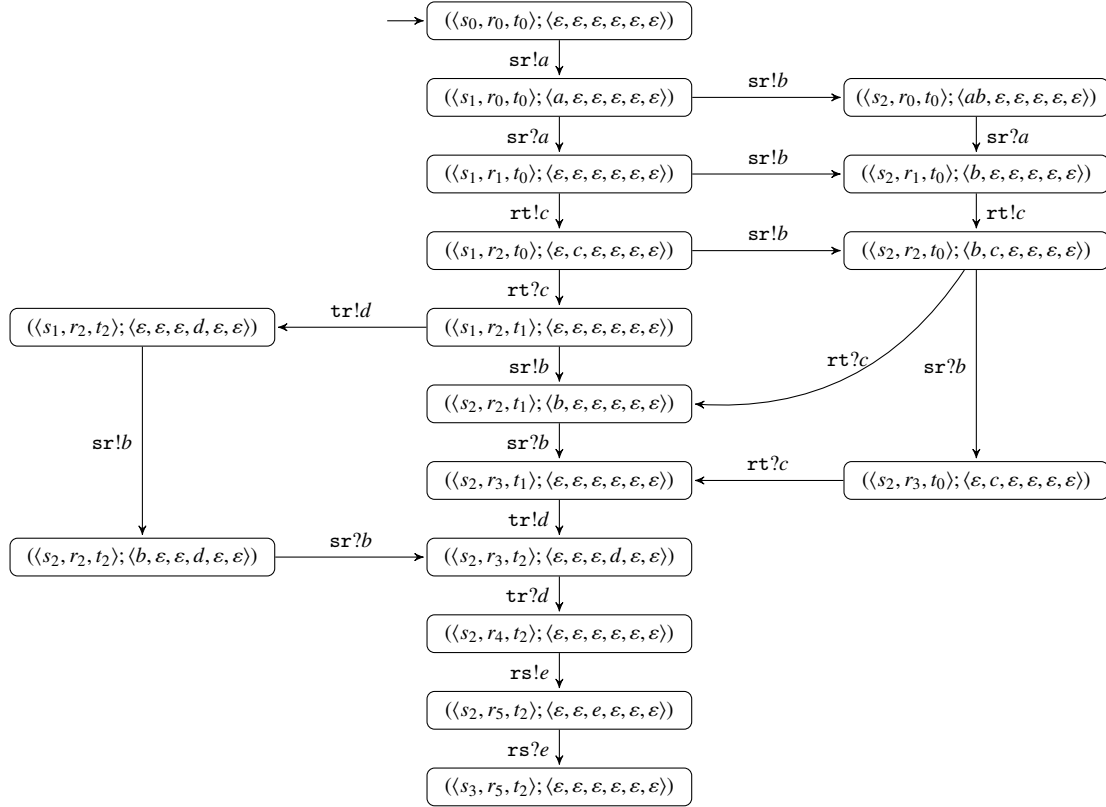 (⟨s₀, r₀, t₀⟩; ⟨ε, ε, ε, ε, ε, ε⟩)
sr!a
(⟨s₁, r₀, t₀⟩; ⟨a, ε, ε, ε, ε, ε⟩)
sr!b
(⟨s₂, r₀, t₀⟩; ⟨ab, ε, ε, ε, ε, ε⟩)
sr?a
sr?a
(⟨s₁, r₁, t₀⟩; ⟨ε, ε, ε, ε, ε, ε⟩)
sr!b
(⟨s₂, r₁, t₀⟩; ⟨b, ε, ε, ε, ε, ε⟩)
rt!c
rt!c
(⟨s₁, r₂, t₀⟩; ⟨ε, c, ε, ε, ε, ε⟩)
sr!b
(⟨s₂, r₂, t₀⟩; ⟨b, c, ε, ε, ε, ε⟩)
rt?c
(⟨s₁, r₂, t₂⟩; ⟨ε, ε, ε, d, ε, ε⟩)
tr!d
(⟨s₁, r₂, t₁⟩; ⟨ε, ε, ε, ε, ε, ε⟩)
sr!b
rt?c
sr?b
(⟨s₂, r₂, t₁⟩; ⟨b, ε, ε, ε, ε, ε⟩)
sr!b
sr?b
(⟨s₂, r₃, t₁⟩; ⟨ε, ε, ε, ε, ε, ε⟩)
rt?c
(⟨s₂, r₃, t₀⟩; ⟨ε, c, ε, ε, ε, ε⟩)
tr!d
(⟨s₂, r₂, t₂⟩; ⟨b, ε, ε, d, ε, ε⟩)
sr?b
(⟨s₂, r₃, t₂⟩; ⟨ε, ε, ε, d, ε, ε⟩)
tr?d
(⟨s₂, r₄, t₂⟩; ⟨ε, ε, ε, ε, ε, ε⟩)
rs!e
(⟨s₂, r₅, t₂⟩; ⟨ε, ε, e, ε, ε, ε⟩)
rs?e
(⟨s₃, r₅, t₂⟩; ⟨ε, ε, ε, ε, ε, ε⟩)